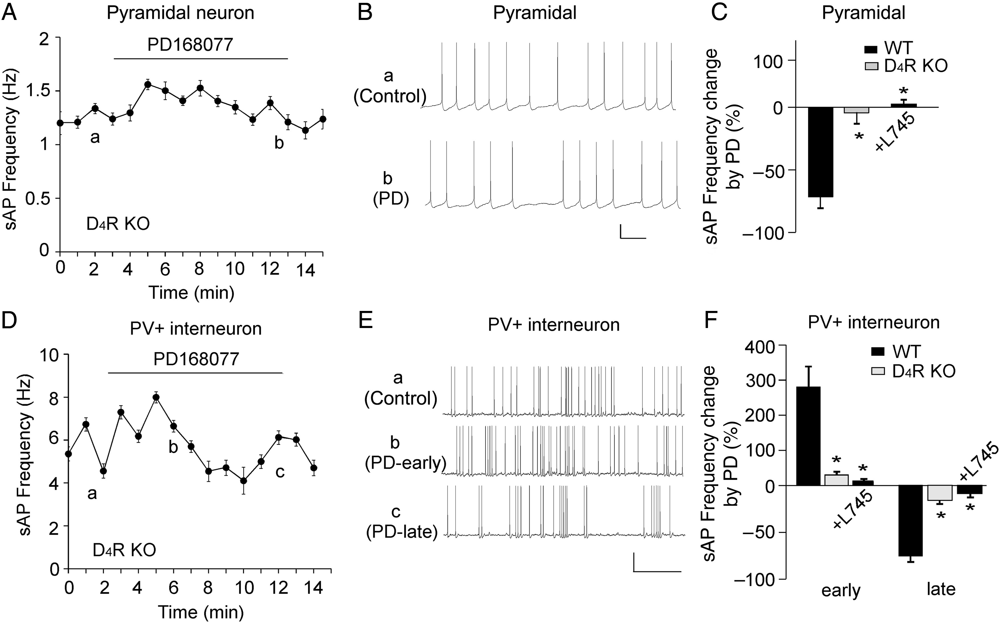 A
Pyramidal neuron
sAP Frequency (Hz)
2
1.5
1
0.5
0
PD168077
a
b
D4R KO
0 2 4 6 8 10 12 14
Time (min)
B
Pyramidal
a
(Control)
b
(PD)
C
Pyramidal
sAP Frequency change
by PD (%)
100
0
–50
–100
WT
D4R KO
*
*
+L745
D
PV+ interneuron
sAP Frequency (Hz)
10
8
6
4
2
0
PD168077
a
b
c
D4R KO
0 2 4 6 8 10 12 14
Time (min)
E
PV+ interneuron
a
(Control)
b
(PD-early)
c
(PD-late)
F
PV+ interneuron
sAP Frequency change
by PD (%)
400
300
200
100
0
–50
–100
WT
D4R KO
*
*
+L745
+L745
*
*
early
late